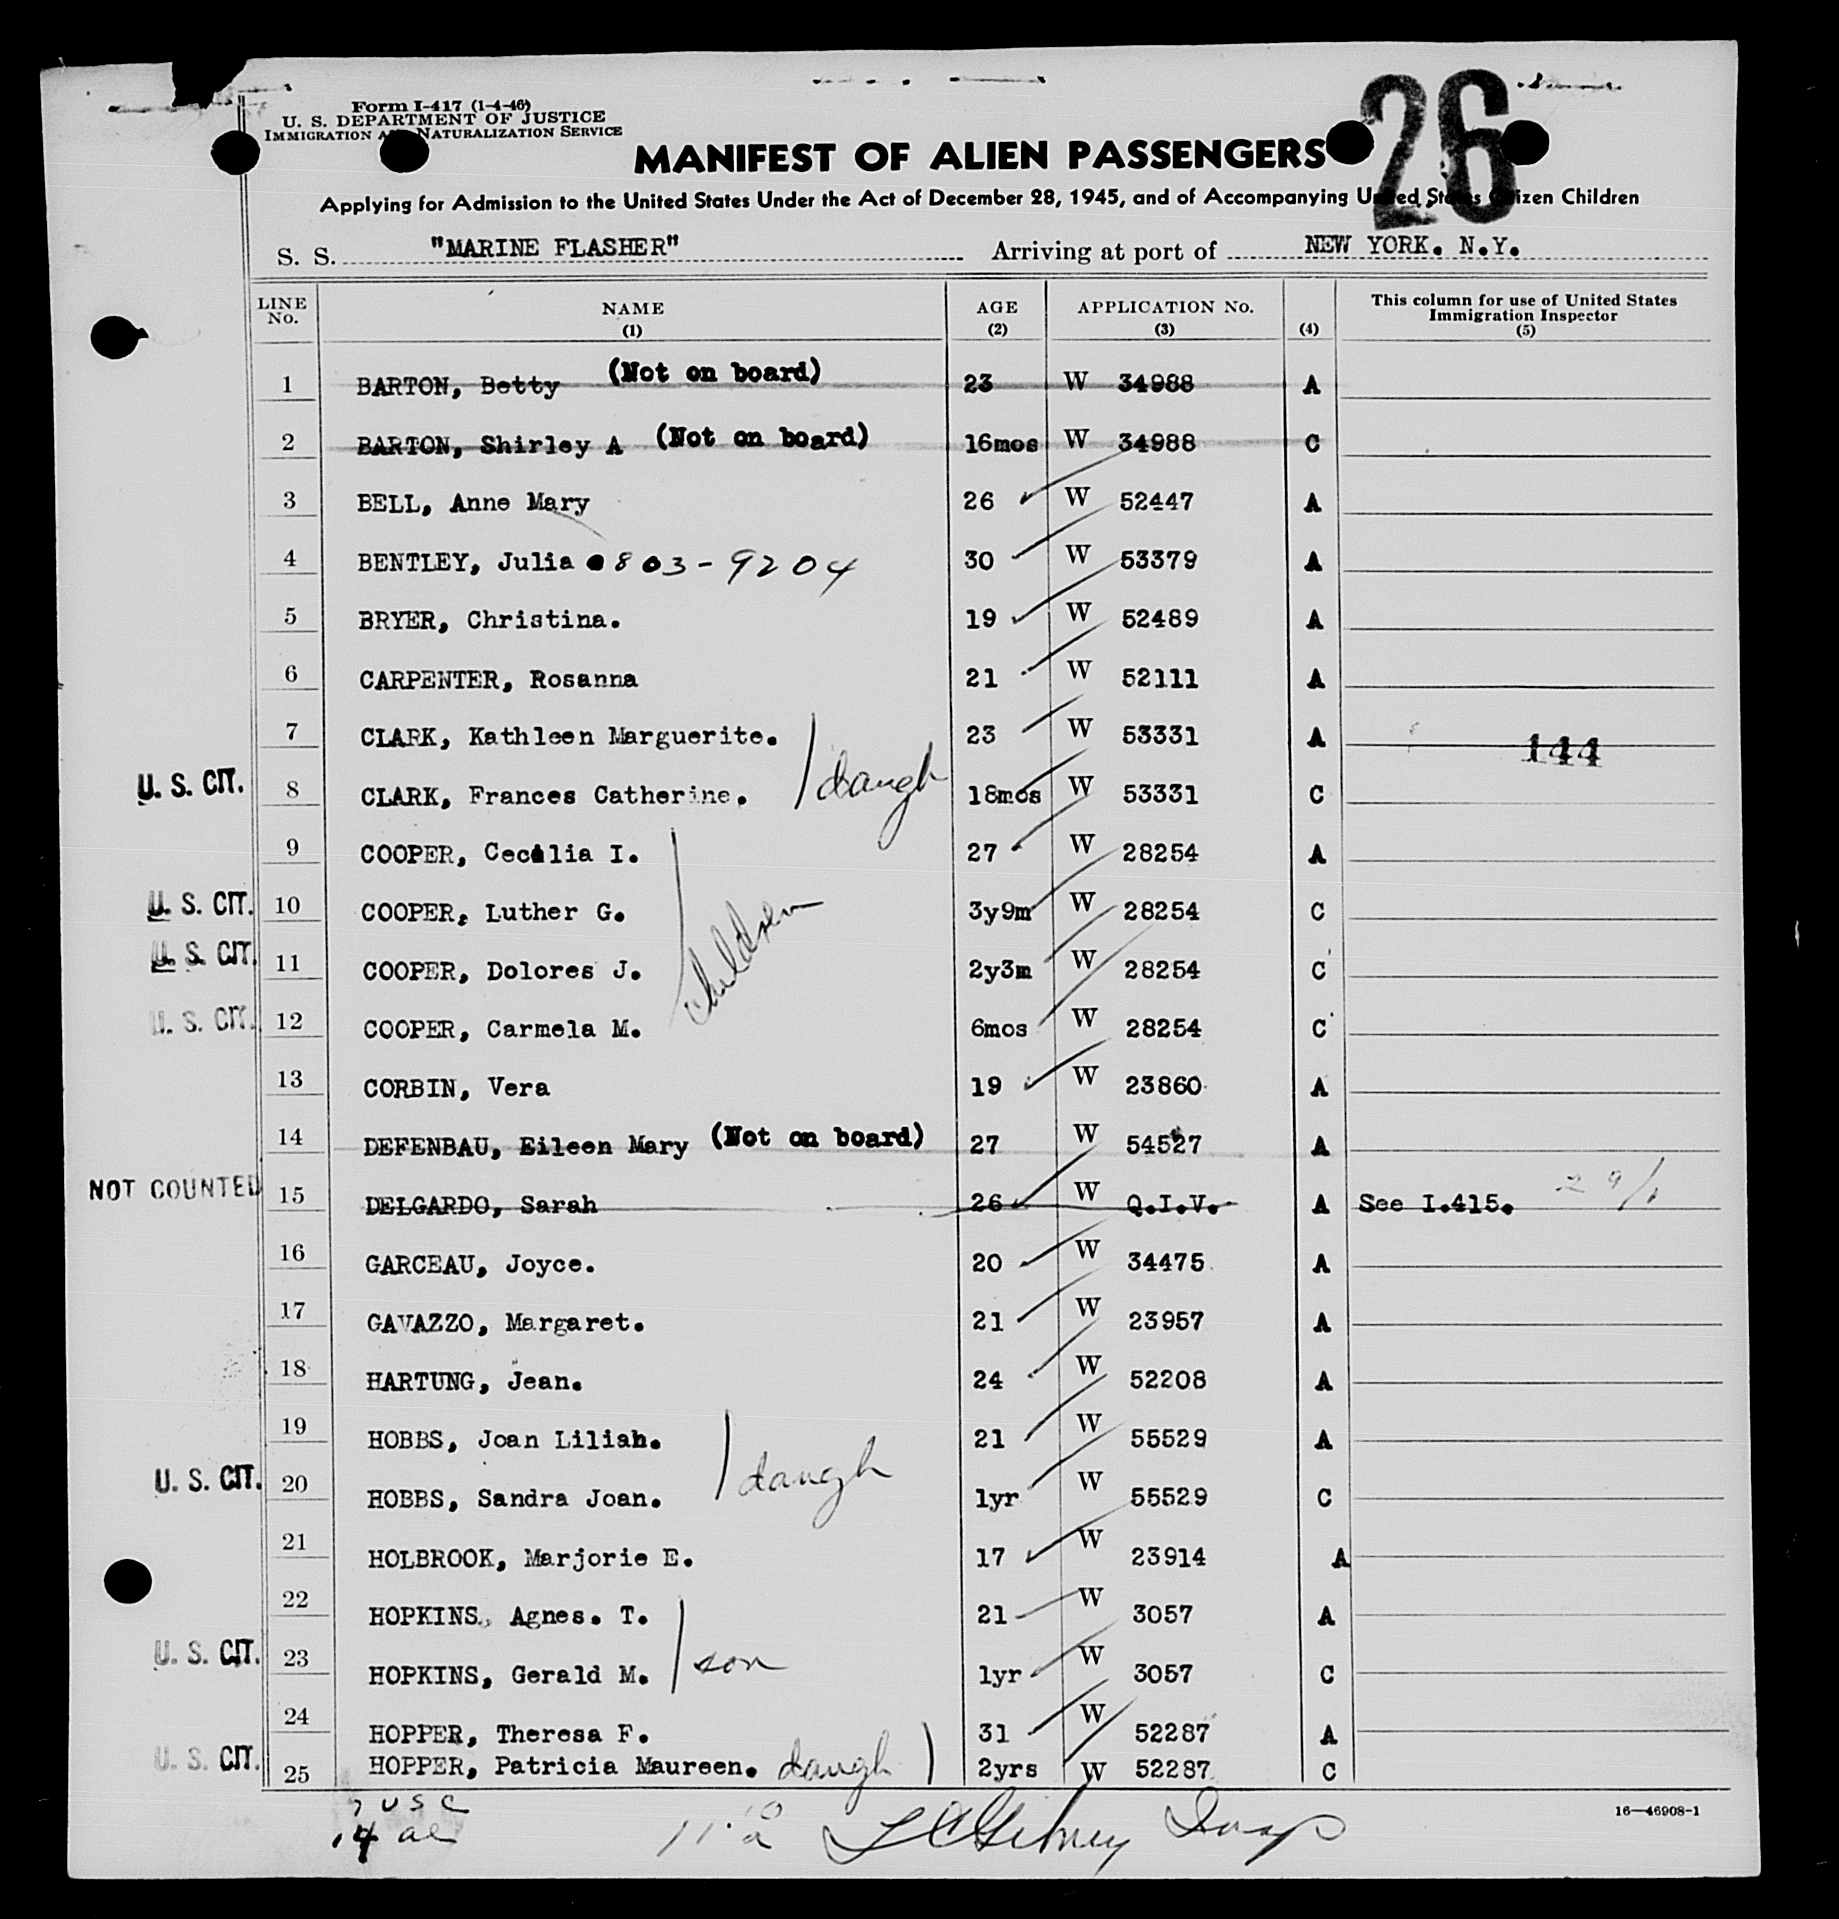 Form I-417 (1-4-46)
U. S. DEPARTMENT OF JUSTICE
IMMIGRATION AND NATURALIZATION SERVICE
26
MANIFEST OF ALIEN PASSENGERS
Applying for Admission to the United States Under the Act of December 28, 1945, and of Accompanying United States Citizen Children
S. S. "MARINE FLASHER" Arriving at port of NEW YORK. N.Y.
LINE No. NAME (1) AGE (2) APPLICATION No. (3) (4) This column for use of United States Immigration Inspector (5)
1 BARTON, Betty (Not on board) 23 W 34988 A
2 BARTON, Shirley A (Not on board) 16mos W 34988 C
3 BELL, Anne Mary 26 W 52447 A
4 BENTLEY, Julia 0803-9204 30 W 53379 A
5 BRYER, Christina. 19 W 52489 A
6 CARPENTER, Rosanna 21 W 52111 A
7 CLARK, Kathleen Marguerite. 23 W 53331 A 144
U. S. CIT. 8 CLARK, Frances Catherine. daugh 18mos W 53331 C
9 COOPER, Cecilia I. 27 W 28254 A
U. S. CIT. 10 COOPER, Luther G. children 3y9m W 28254 C
U. S. CIT. 11 COOPER, Dolores J. 2y3m W 28254 C
U. S. CIT. 12 COOPER, Carmela M. 6mos W 28254 C
13 CORBIN, Vera 19 W 23860 A
14 DEFENBAU, Eileen Mary (Not on board) 27 W 54527 A
NOT COUNTED 15 DELGARDO, Sarah 26 W Q.I.V. A See I.415.
16 GARCEAU, Joyce. 20 W 34475 A
17 GAVAZZO, Margaret. 21 W 23957 A
18 HARTUNG, Jean. 24 W 52208 A
19 HOBBS, Joan Lilian. 21 W 55529 A
U. S. CIT. 20 HOBBS, Sandra Joan. daugh 1yr W 55529 C
21 HOLBROOK, Marjorie E. 17 W 23914 A
22 HOPKINS, Agnes. T. 21 W 3057 A
U. S. CIT. 23 HOPKINS, Gerald M. son 1yr W 3057 C
24 HOPPER, Theresa F. 31 W 52287 A
U. S. CIT. 25 HOPPER, Patricia Maureen. daugh 2yrs W 52287 C
16—46908-1
7 USC
14 al
Insp